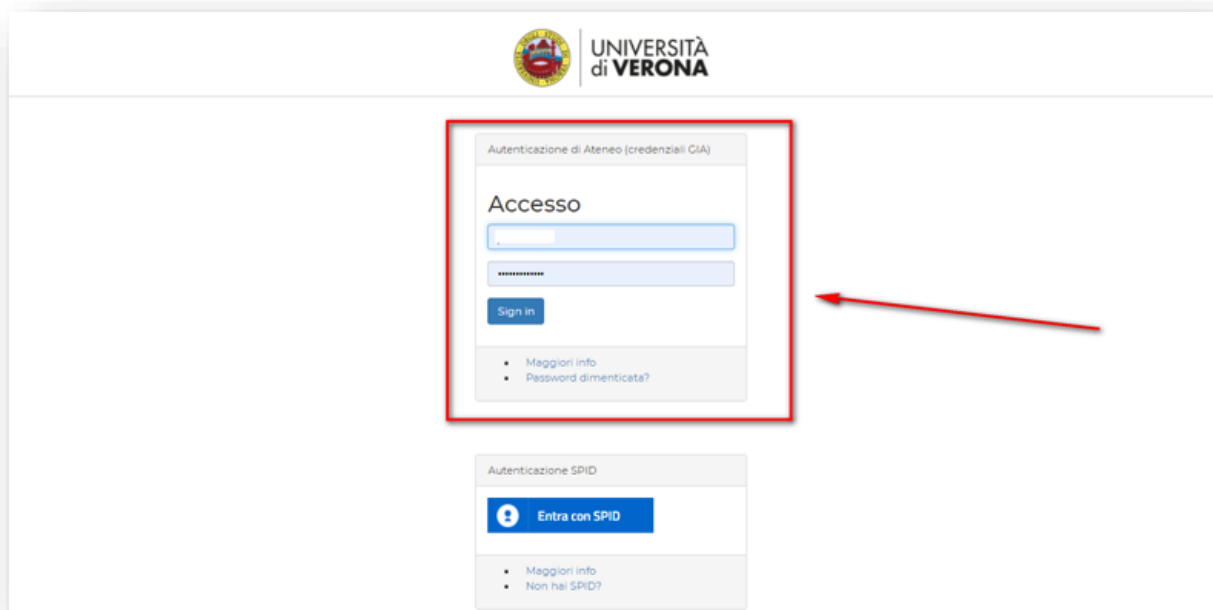 UNIVERSITÀ
di VERONA
Autenticazione di Ateneo (credenziali GIA)
Accesso
Sign in
Maggiori info
Password dimenticata?
Autenticazione SPID
Entra con SPID
Maggiori info
Non hai SPID?